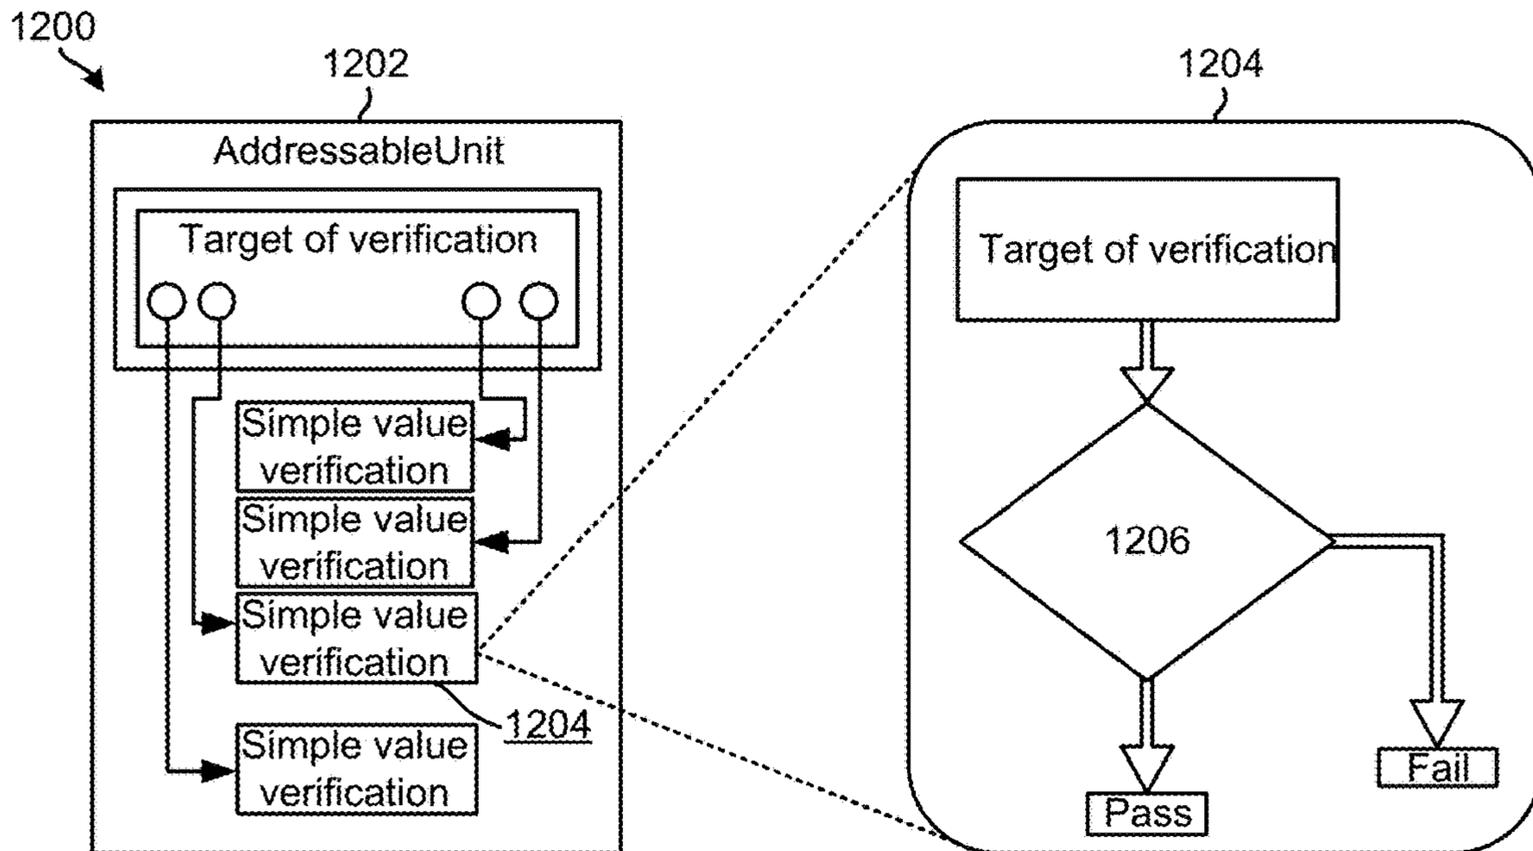 1200
1202
AddressableUnit
Target of verification
Simple value
verification
Simple value
verification
Simple value
verification
1204
Simple value
verification
1204
Target of verification
1206
Fail
Pass